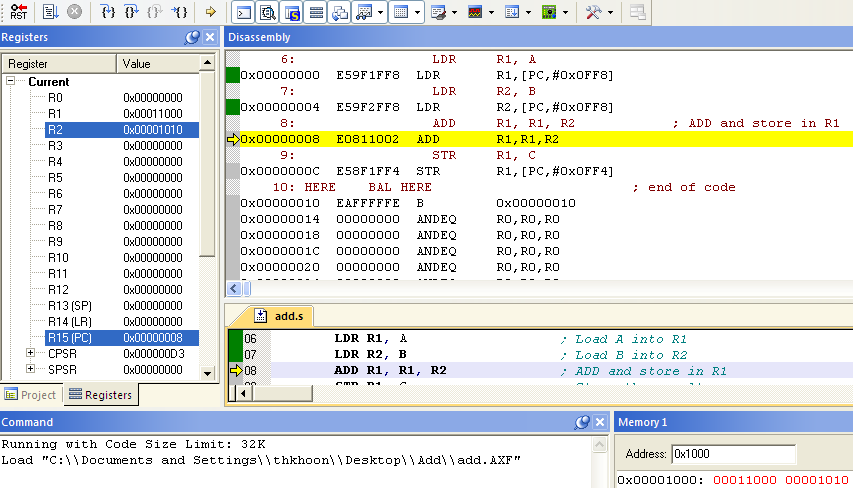 RST
Registers
Register Value
Current
R0 0x00000000
R1 0x00011000
R2 0x00001010
R3 0x00000000
R4 0x00000000
R5 0x00000000
R6 0x00000000
R7 0x00000000
R8 0x00000000
R9 0x00000000
R10 0x00000000
R11 0x00000000
R12 0x00000000
R13 (SP) 0x00000000
R14 (LR) 0x00000000
R15 (PC) 0x00000008
CPSR 0x000000D3
SPSR 0x00000000
Project Registers
Disassembly
6: LDR R1, A
0x00000000 E59F1FF8 LDR R1,[PC,#0x0FF8]
7: LDR R2, B
0x00000004 E59F2FF8 LDR R2,[PC,#0x0FF8]
8: ADD R1, R1, R2 ; ADD and store in R1
0x00000008 E0811002 ADD R1,R1,R2
9: STR R1, C
0x0000000C E58F1FF4 STR R1,[PC,#0x0FF4]
10: HERE BAL HERE ; end of code
0x00000010 EAFFFFFE B 0x00000010
0x00000014 00000000 ANDEQ R0,R0,R0
0x00000018 00000000 ANDEQ R0,R0,R0
0x0000001C 00000000 ANDEQ R0,R0,R0
0x00000020 00000000 ANDEQ R0,R0,R0
add.s
06 LDR R1, A ; Load A into R1
07 LDR R2, B ; Load B into R2
08 ADD R1, R1, R2 ; ADD and store in R1
Command
Running with Code Size Limit: 32K
Load "C:\\Documents and Settings\\thkhoon\\Desktop\\Add\\add.AXF"
Memory 1
Address: 0x1000
0x00001000: 00011000 00001010